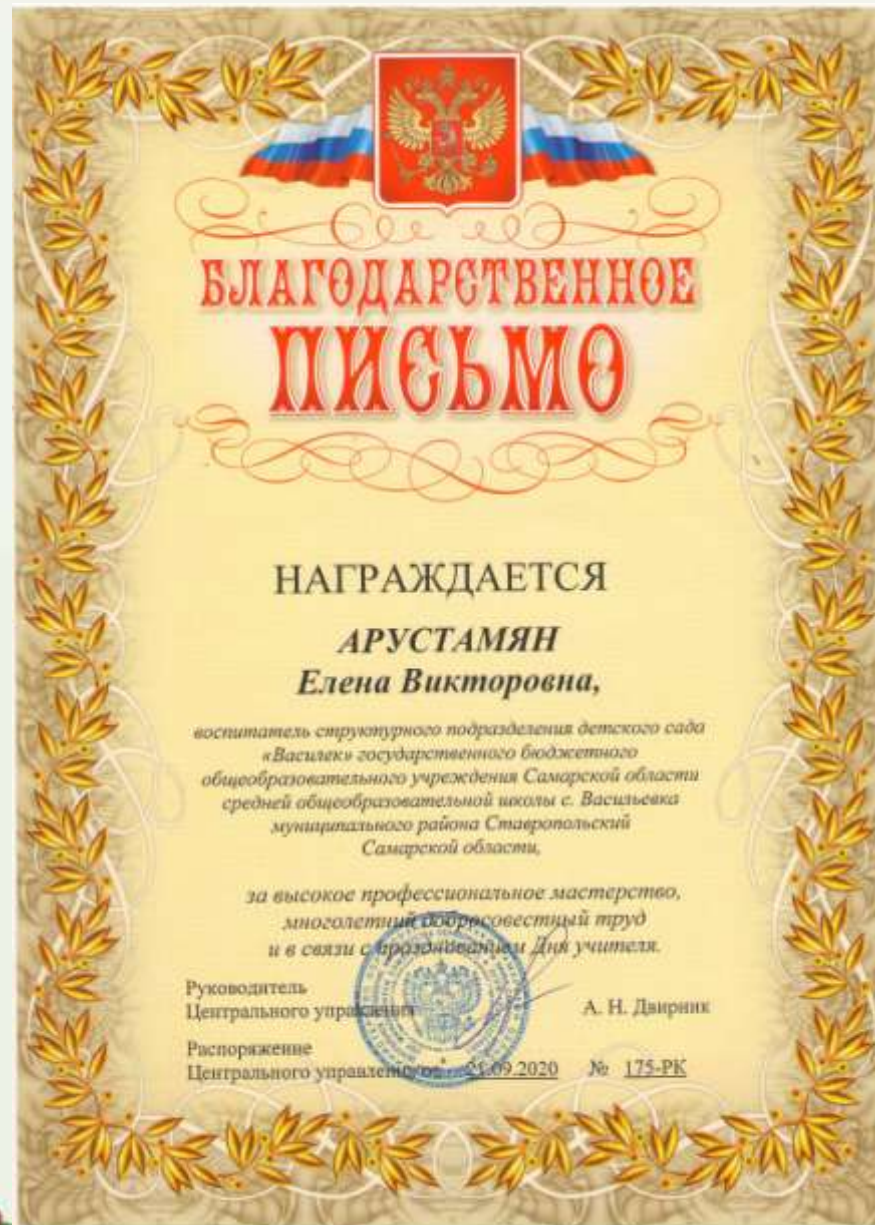 БЛАГОДАРСТВЕННОЕ
ПИСЬМО
НАГРАЖДАЕТСЯ
АРУСТАМЯН
Елена Викторовна,
воспитатель структурного подразделения детского сада
«Василек» государственного бюджетного
общеобразовательного учреждения Самарской области
средней общеобразовательной школы с. Васильевка
муниципального района Ставропольский
Самарской области,
за высокое профессиональное мастерство,
многолетний добросовестный труд
и в связи с празднованием Дня учителя.
Руководитель
Центрального управления А. Н. Двирник
Распоряжение
Центрального управления от 21.09.2020 № 175-РК